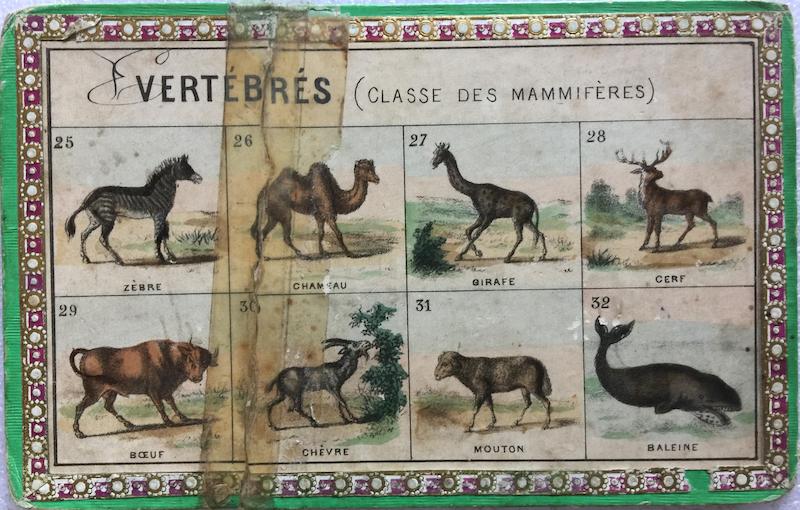 VERTÉBRÉS (CLASSE DES MAMMIFÈRES)
25 26 27 28
ZÈBRE CHAMEAU GIRAFE CERF
29 30 31 32
BŒUF CHÈVRE MOUTON BALEINE